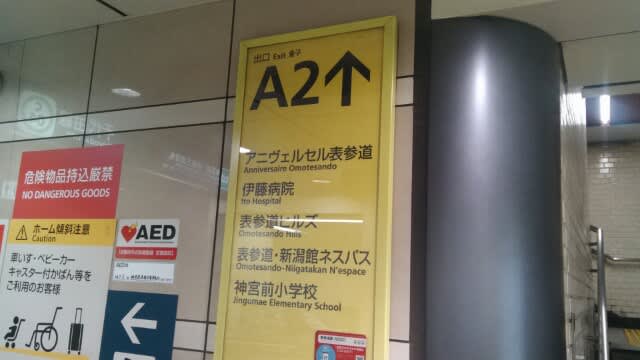 出口 Exit
A2↑
アニヴェルセル表参道
Anniversaire Omotesando
伊藤病院
Ito Hospital
表参道ヒルズ
Omotesando Hills
表参道・新潟館ネスパス
Omotesando-Niigatakan N'espace
神宮前小学校
Jingumae Elementary School
危険物品持込厳禁
NO DANGEROUS GOODS
ホーム傾斜注意
Caution
車いす・ベビーカー
キャスター付かばん等を
ご利用のお客様
AED